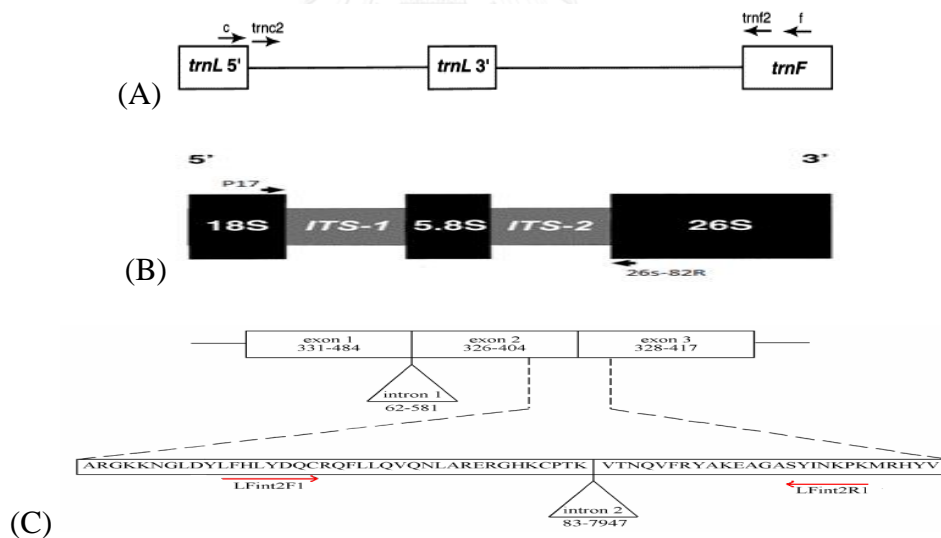 c trnc2 trnf2 f
trnL 5' trnL 3' trnF
(A)
5' 3'
P17
18S ITS-1 5.8S ITS-2 26S
(B)
26s-82R
exon 1 exon 2 exon 3
331-484 326-404 328-417
intron 1
62-581
ARGKKNGLDYLFHLYDQCRQFLLQVQNLARERGHKCPTK VTNQVFRYAKEAGASYINKPKMRHYV
LFint2F1 LFint2R1
intron 2
(C)
83-7947